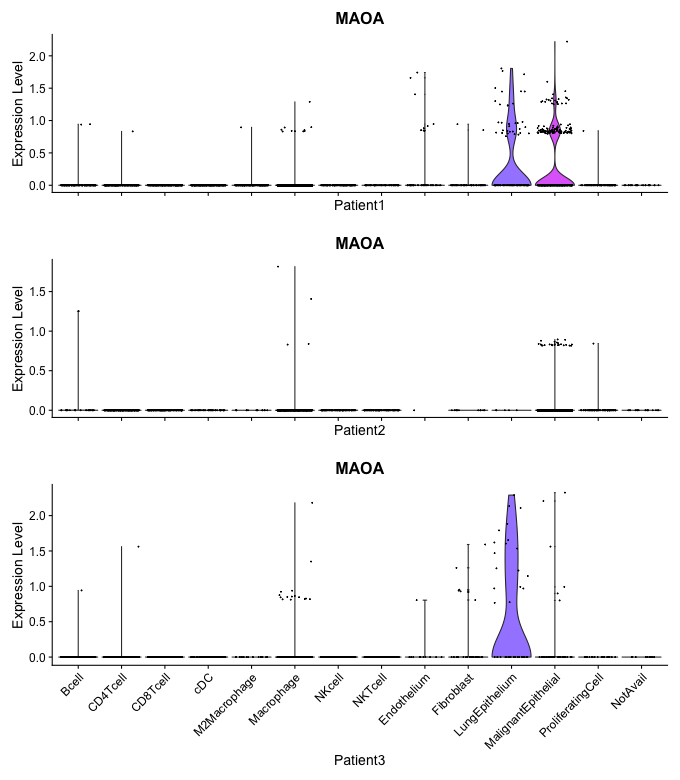 MAOA
Expression Level
2.0
1.5
1.0
0.5
0.0
Patient1
MAOA
Expression Level
1.5
1.0
0.5
0.0
Patient2
MAOA
Expression Level
2.0
1.5
1.0
0.5
0.0
Bcell
CD4Tcell
CD8Tcell
cDC
M2Macrophage
Macrophage
NKcell
NKTcell
Endothelium
Fibroblast
LungEpithelium
MalignantEpithelial
ProliferatingCell
NotAvail
Patient3